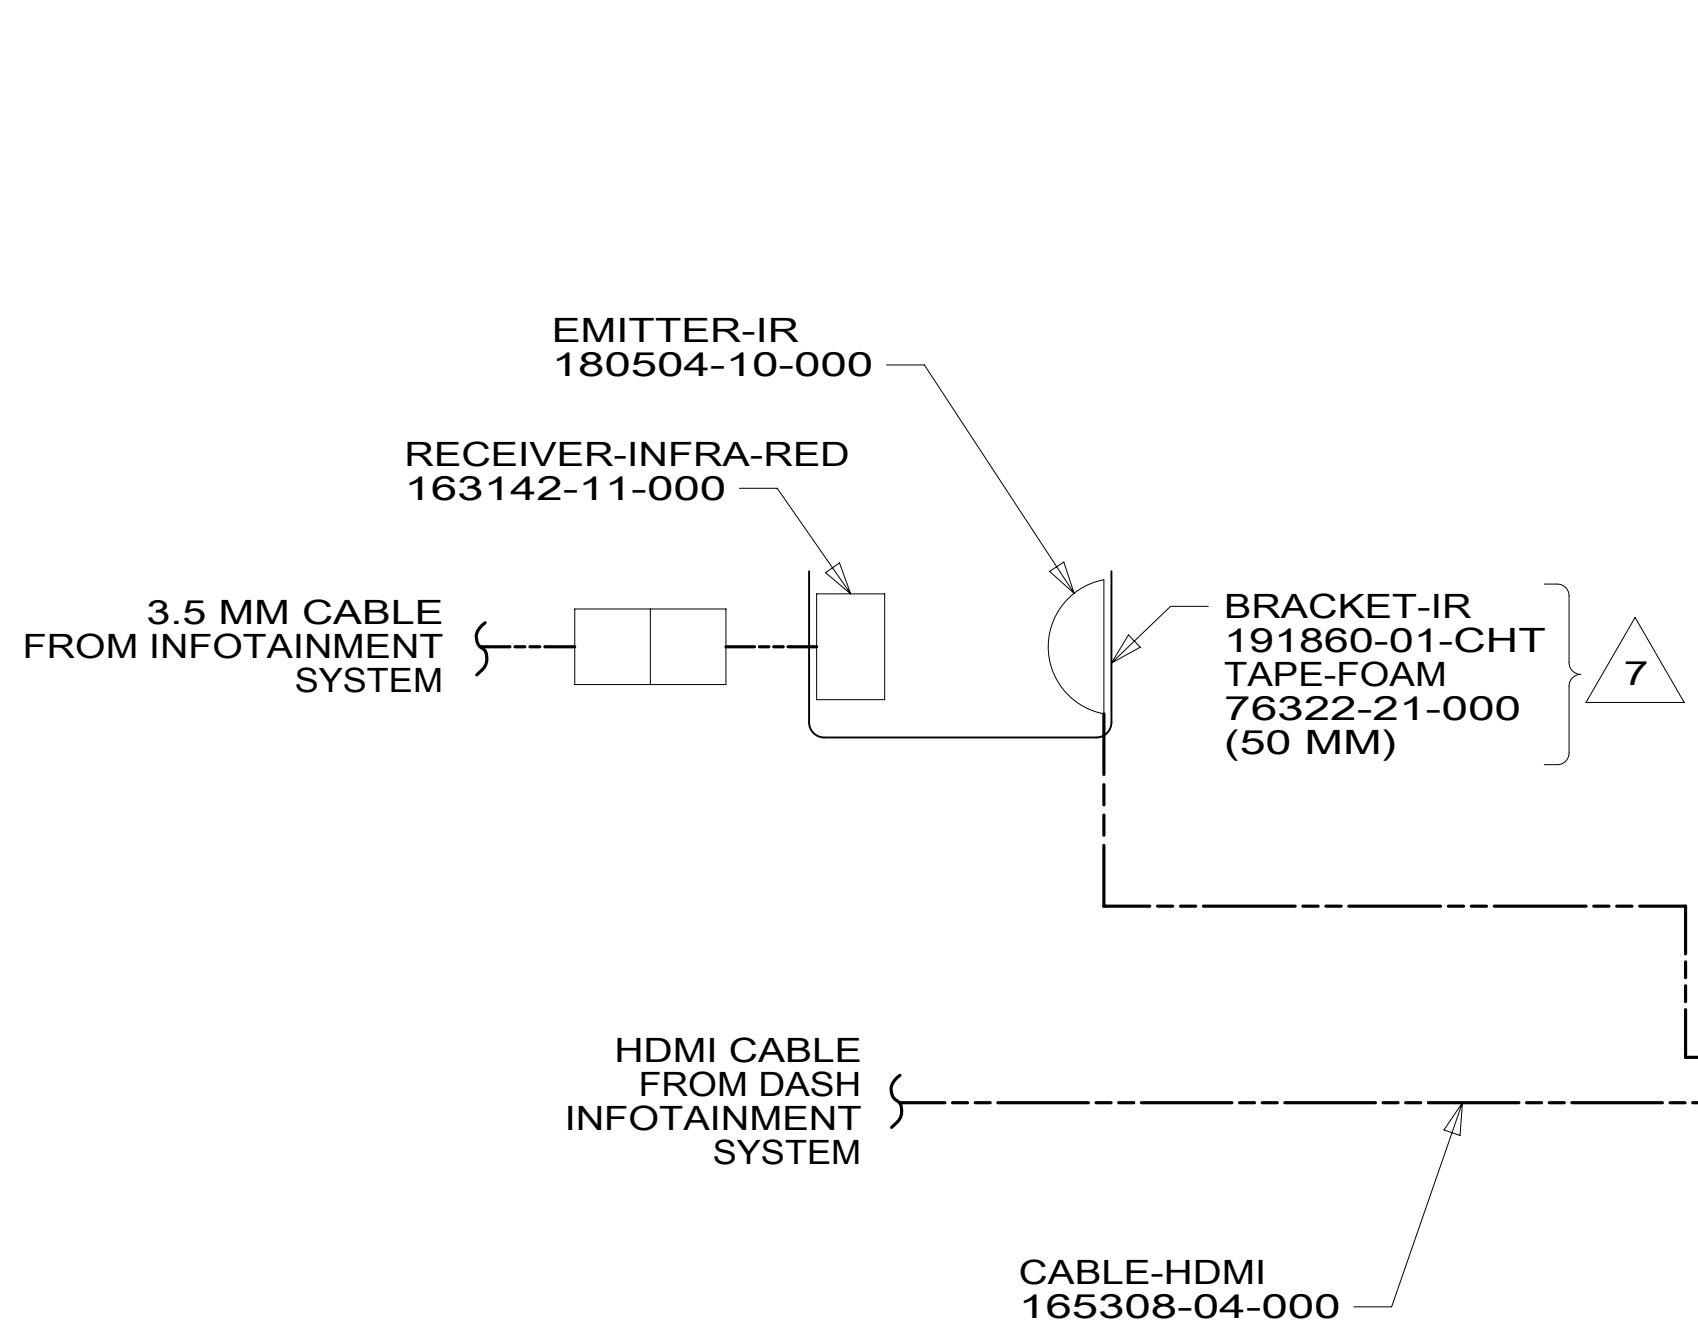 EMITTER-IR
180504-10-000
RECEIVER-INFRA-RED
163142-11-000
3.5 MM CABLE
FROM INFOTAINMENT
SYSTEM
BRACKET-IR
191860-01-CHT
TAPE-FOAM
76322-21-000
(50 MM)
7
HDMI CABLE
FROM DASH
INFOTAINMENT
SYSTEM
CABLE-HDMI
165308-04-000